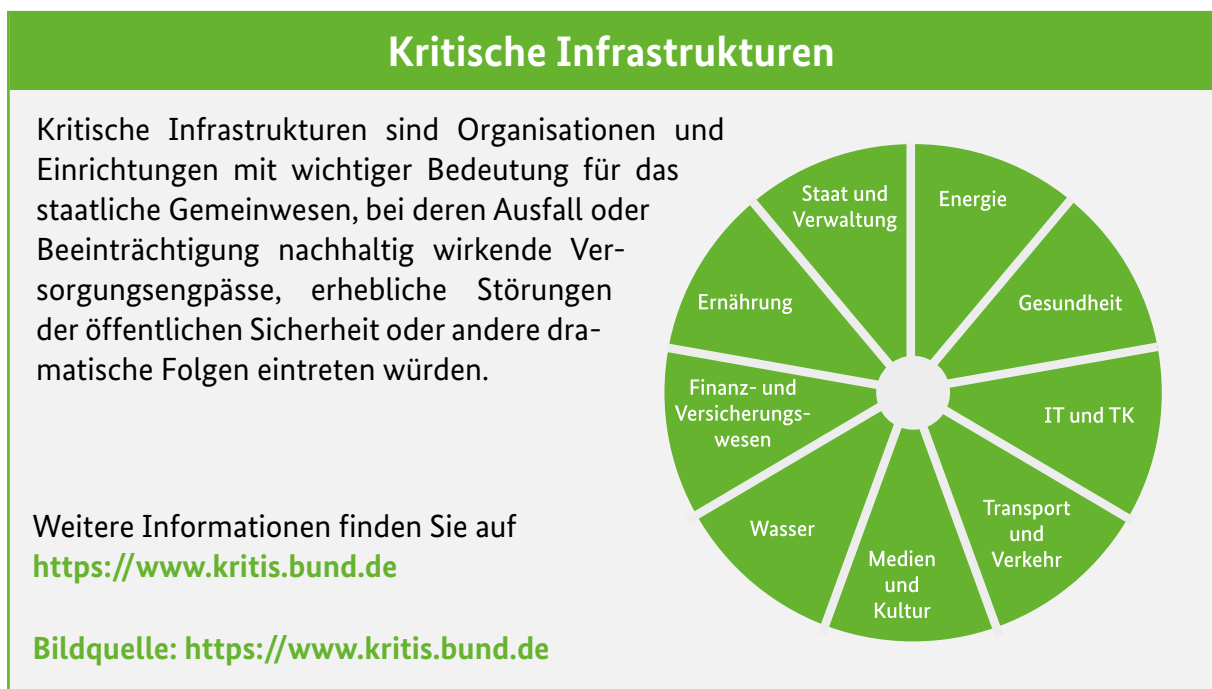 Kritische Infrastrukturen
Kritische Infrastrukturen sind Organisationen und
Einrichtungen mit wichtiger Bedeutung für das
staatliche Gemeinwesen, bei deren Ausfall oder
Beeinträchtigung nachhaltig wirkende Ver-
sorgungsengpässe, erhebliche Störungen
der öffentlichen Sicherheit oder andere dra-
matische Folgen eintreten würden.
Weitere Informationen finden Sie auf
https://www.kritis.bund.de
Bildquelle: https://www.kritis.bund.de
Energie
Gesundheit
IT und TK
Transport
und
Verkehr
Medien
und
Kultur
Wasser
Finanz- und
Versicherungs-
wesen
Ernährung
Staat und
Verwaltung